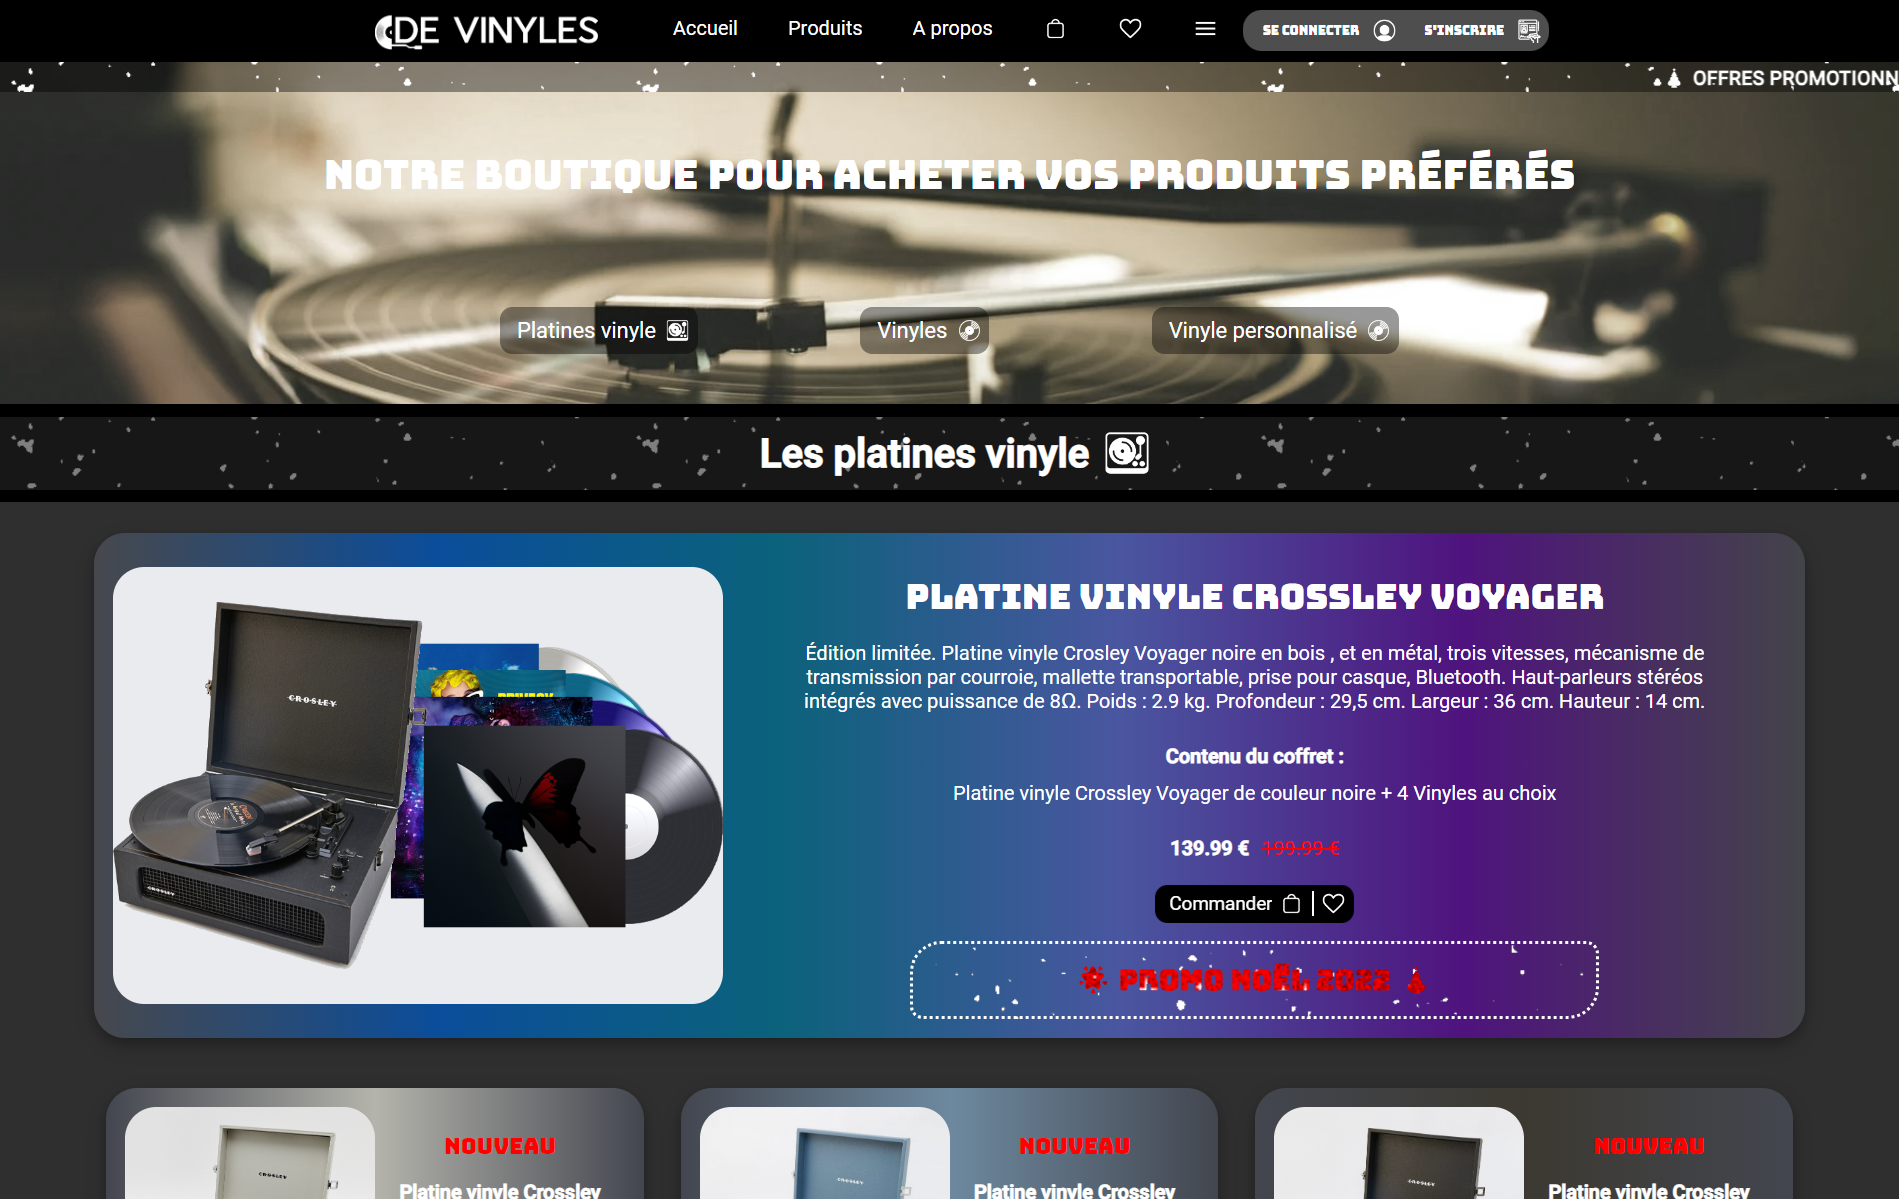 DE VINYLES
Accueil
Produits
A propos
SE CONNECTER
S'INSCRIRE
OFFRES PROMOTIONN
NOTRE BOUTIQUE POUR ACHETER VOS PRODUITS PRÉFÉRÉS
Platines vinyle
Vinyles
Vinyle personnalisé
Les platines vinyle
CROSLEY
CROSLEY
PLATINE VINYLE CROSSLEY VOYAGER
Édition limitée. Platine vinyle Crosley Voyager noire en bois , et en métal, trois vitesses, mécanisme de
transmission par courroie, mallette transportable, prise pour casque, Bluetooth. Haut-parleurs stéréos
intégrés avec puissance de 8Ω. Poids : 2.9 kg. Profondeur : 29,5 cm. Largeur : 36 cm. Hauteur : 14 cm.
Contenu du coffret :
Platine vinyle Crossley Voyager de couleur noire + 4 Vinyles au choix
139.99 € 199.99 €
Commander
PROMO NOËL 2022
CROSLEY
NOUVEAU
Platine vinyle Crossley
CROSLEY
NOUVEAU
Platine vinyle Crossley
CROSLEY
NOUVEAU
Platine vinyle Crossley